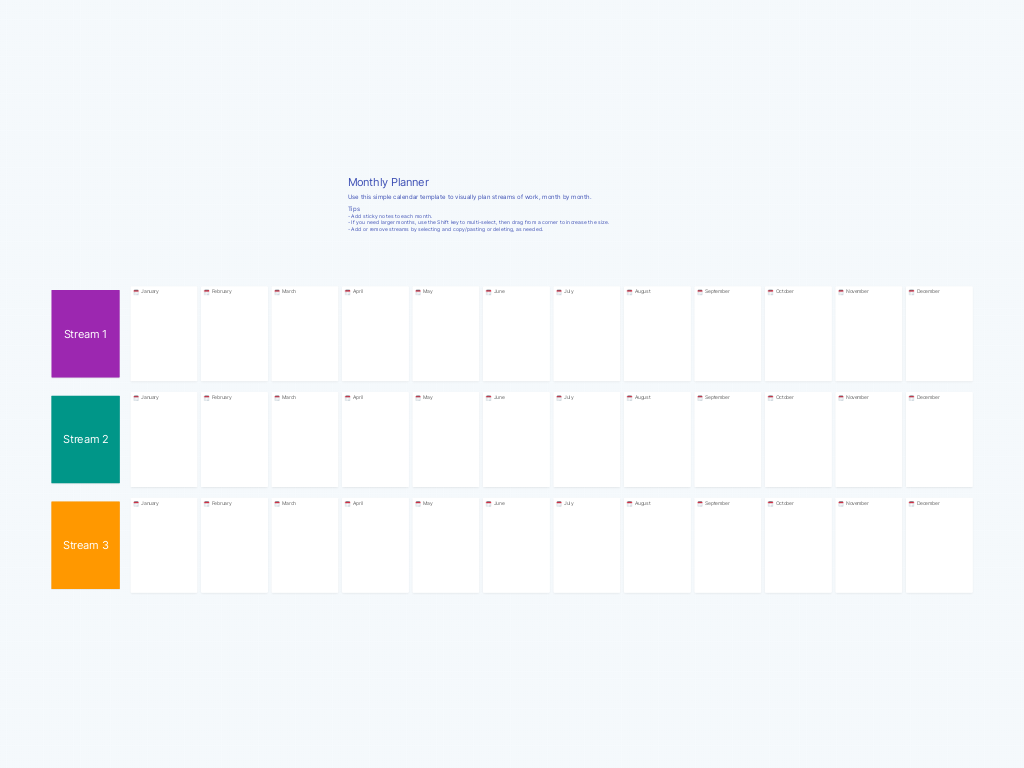 Monthly Planner
Use this simple calendar template to visually plan streams of work, month by month.
Tips
- Add sticky notes to each month.
- If you need larger months, use the Shift key to multi-select, then drag from a corner to increase the size.
- Add or remove streams by selecting and copy/pasting or deleting, as needed.
January February March April May June July August September October November December
Stream 1
January February March April May June July August September October November December
Stream 2
January February March April May June July August September October November December
Stream 3